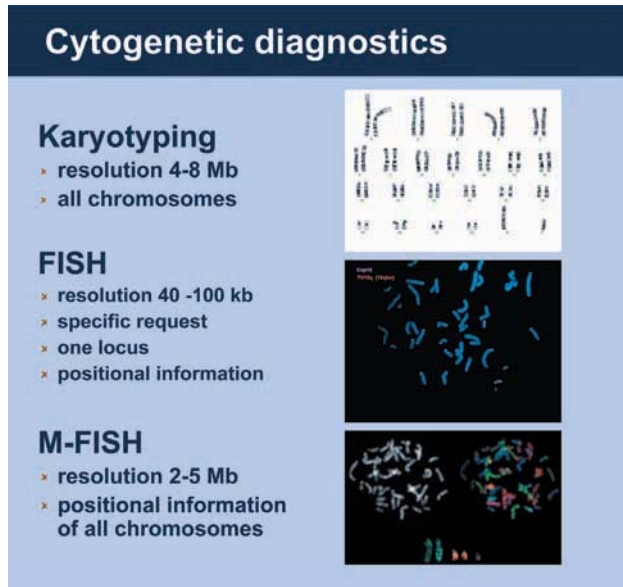 Cytogenetic diagnostics
Karyotyping
resolution 4-8 Mb
all chromosomes
FISH
resolution 40 -100 kb
specific request
one locus
positional information
M-FISH
resolution 2-5 Mb
positional information
of all chromosomes